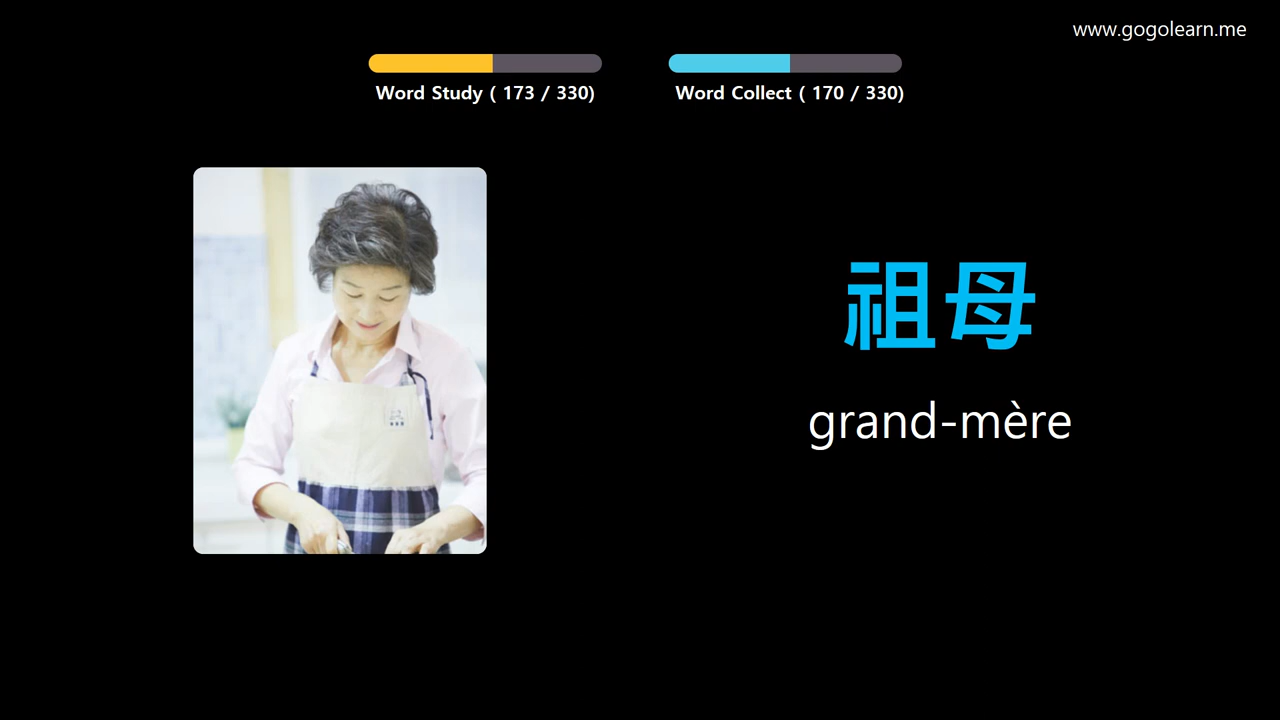 www.gogolearn.me
Word Study ( 173 / 330)
Word Collect ( 170 / 330)
祖母
grand-mère